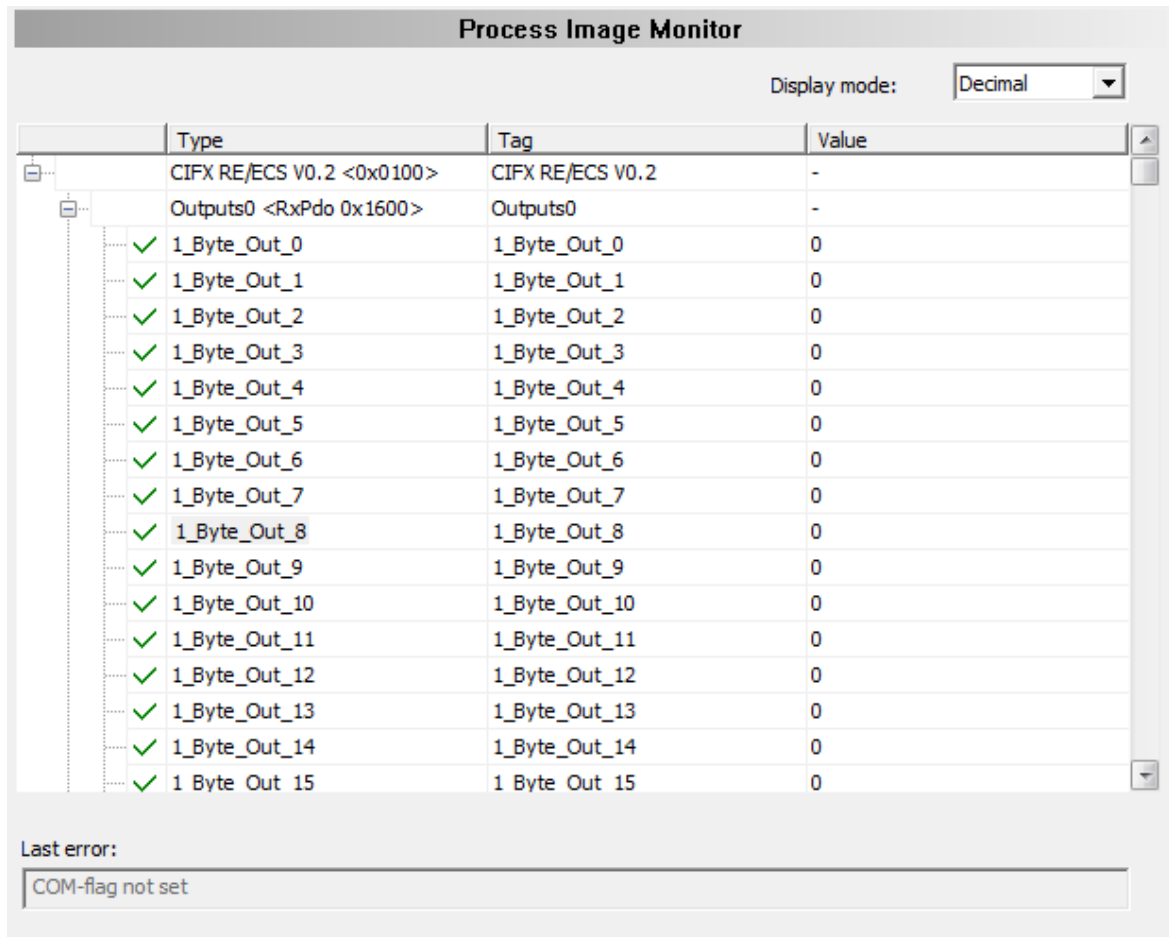 Process Image Monitor
Display mode: Decimal
Type Tag Value
CIFX RE/ECS V0.2 <0x0100> CIFX RE/ECS V0.2 -
Outputs0 <RxPdo 0x1600> Outputs0 -
1_Byte_Out_0 1_Byte_Out_0 0
1_Byte_Out_1 1_Byte_Out_1 0
1_Byte_Out_2 1_Byte_Out_2 0
1_Byte_Out_3 1_Byte_Out_3 0
1_Byte_Out_4 1_Byte_Out_4 0
1_Byte_Out_5 1_Byte_Out_5 0
1_Byte_Out_6 1_Byte_Out_6 0
1_Byte_Out_7 1_Byte_Out_7 0
1_Byte_Out_8 1_Byte_Out_8 0
1_Byte_Out_9 1_Byte_Out_9 0
1_Byte_Out_10 1_Byte_Out_10 0
1_Byte_Out_11 1_Byte_Out_11 0
1_Byte_Out_12 1_Byte_Out_12 0
1_Byte_Out_13 1_Byte_Out_13 0
1_Byte_Out_14 1_Byte_Out_14 0
1_Byte_Out_15 1_Byte_Out_15 0
Last error:
COM-flag not set